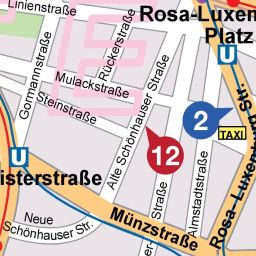 Linienstraße
Rosa-Luxem
Platz
U
Rückerstraße
Gormannstraße
Mulackstraße
Steinstraße
Alte Schönhauser Straße
2
TAXI
12
U
isterstraße
Almstadtstraße
Rosa-Luxemburg-Str.
Straße
Neue
Schönhauser Str.
Münzstraße